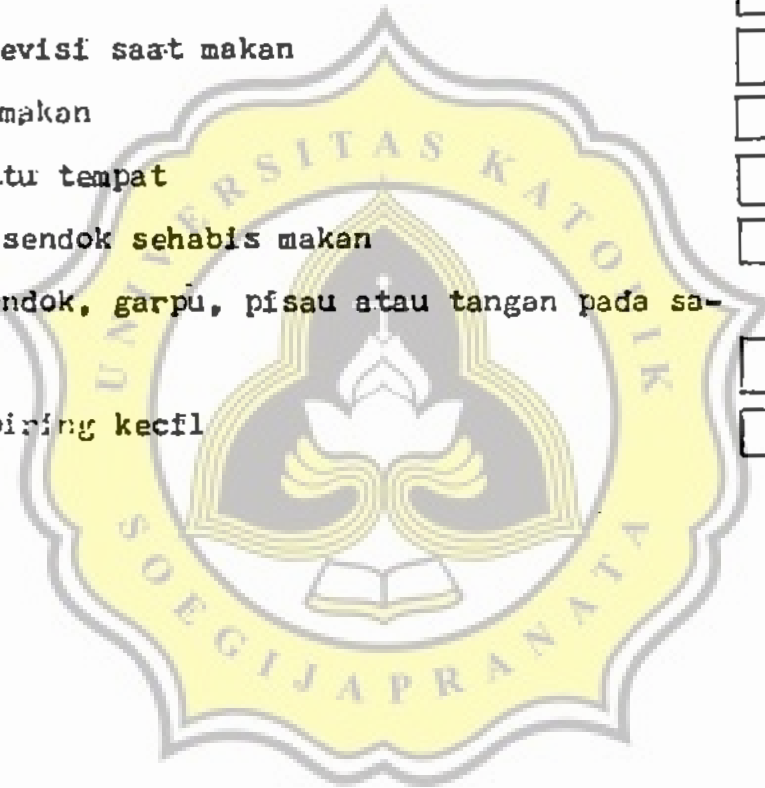 evisi saat makan
makan
tu tempat
sendok sehabis makan
ndok, garpu, pisau atau tangan pada sa-
piring kecil
UNIVERSITAS KATOLIK
SOEGIJAPRANATA